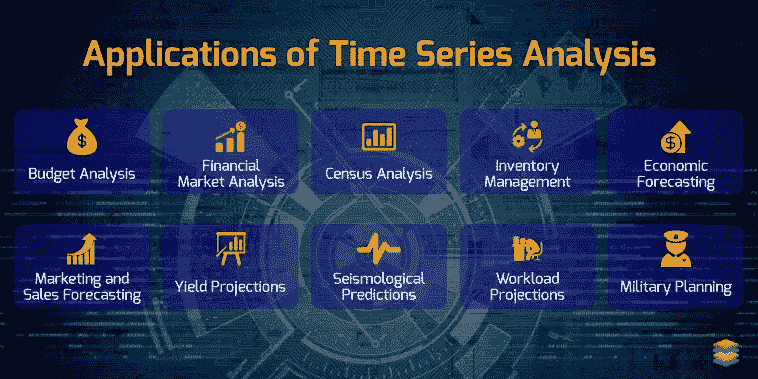 Applications of Time Series Analysis
Budget Analysis
Financial
Market Analysis
Census Analysis
Inventory
Management
Economic
Forecasting
Marketing and
Sales Forecasting
Yield Projections
Seismological
Predictions
Workload
Projections
Military Planning